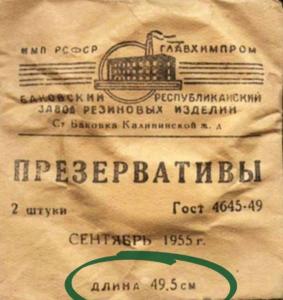 ММП РСФСР ГЛАВХИМПРОМ
БАКОВСКИЙ РЕСПУБЛИКАНСКИЙ
ЗАВОД РЕЗИНОВЫХ ИЗДЕЛИЙ
Ст Баковка Калининской ж. д
ПРЕЗЕРВАТИВЫ
2 штуки Гост 4645-49
СЕНТЯБРЬ 1955 г.
ДЛИНА 49,5 см